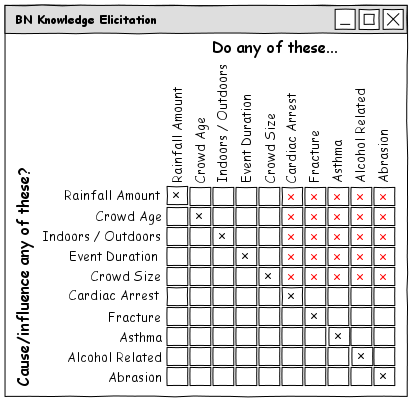 BN Knowledge Elicitation
Do any of these...
Rainfall Amount
Crowd Age
Indoors / Outdoors
Event Duration
Crowd Size
Cardiac Arrest
Fracture
Asthma
Alcohol Related
Abrasion
Cause/influence any of these?
Rainfall Amount
Crowd Age
Indoors / Outdoors
Event Duration
Crowd Size
Cardiac Arrest
Fracture
Asthma
Alcohol Related
Abrasion